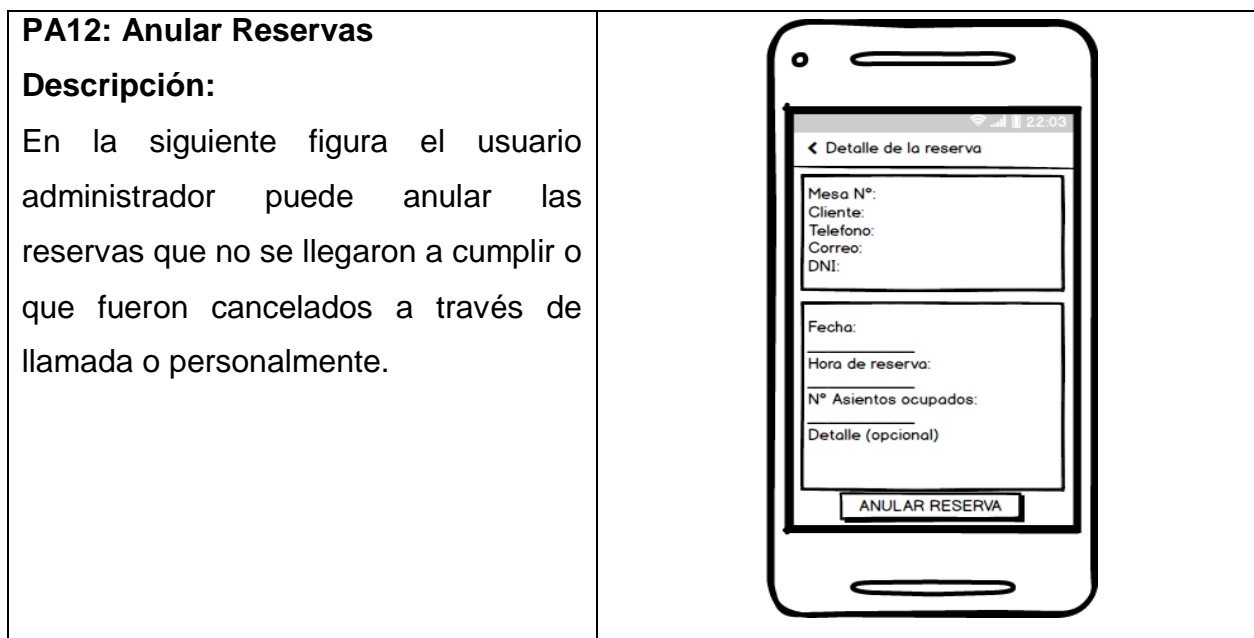 PA12: Anular Reservas
Descripción:
En la siguiente figura el usuario
administrador puede anular las
reservas que no se llegaron a cumplir o
que fueron cancelados a través de
llamada o personalmente.
22:03
Detalle de la reserva
Mesa N°:
Cliente:
Telefono:
Correo:
DNI:
Fecha:
Hora de reserva:
N° Asientos ocupados:
Detalle (opcional)
ANULAR RESERVA